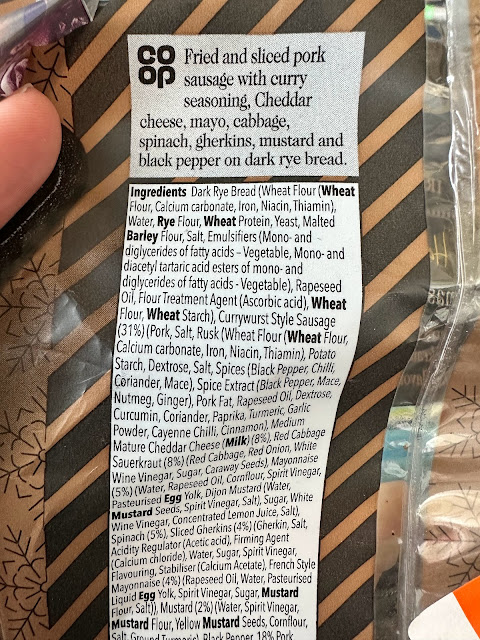 CO
OP
Fried and sliced pork
sausage with curry
seasoning, Cheddar
cheese, mayo, cabbage,
spinach, gherkins, mustard and
black pepper on dark rye bread.
Ingredients Dark Rye Bread (Wheat Flour (Wheat
Flour, Calcium carbonate, Iron, Niacin, Thiamin),
Water, Rye Flour, Wheat Protein, Yeast, Malted
Barley Flour, Salt, Emulsifiers (Mono- and
diglycerides of fatty acids – Vegetable, Mono- and
diacetyl tartaric acid esters of mono- and
diglycerides of fatty acids - Vegetable), Rapeseed
Oil, Flour Treatment Agent (Ascorbic acid), Wheat
Flour, Wheat Starch), Currywurst Style Sausage
(31%) (Pork, Salt, Rusk (Wheat Flour (Wheat Flour,
Calcium carbonate, Iron, Niacin, Thiamin), Potato
Starch, Dextrose, Salt, Spices (Black Pepper, Chilli,
Coriander, Mace), Spice Extract (Black Pepper, Mace,
Nutmeg, Ginger), Pork Fat, Rapeseed Oil, Dextrose,
Curcumin, Coriander, Paprika, Turmeric, Garlic
Powder, Cayenne Chilli, Cinnamon), Medium
Mature Cheddar Cheese (Milk) (8%), Red Cabbage
Sauerkraut (8%) (Red Cabbage, Red Onion, White
Wine Vinegar, Sugar, Caraway Seeds), Mayonnaise
(5%) (Water, Rapeseed Oil, Cornflour, Spirit Vinegar,
Pasteurised Egg Yolk, Dijon Mustard (Water,
Mustard Seeds, Spirit Vinegar, Salt), Sugar, White
Wine Vinegar, Concentrated Lemon Juice, Salt),
Spinach (5%), Sliced Gherkins (4%) (Gherkin, Salt,
Acidity Regulator (Acetic acid), Firming Agent
(Calcium chloride), Water, Sugar, Spirit Vinegar,
Flavouring, Stabiliser (Calcium Acetate), French Style
Mayonnaise (4%) (Rapeseed Oil, Water, Pasteurised
Liquid Egg Yolk, Spirit Vinegar, Sugar, Mustard
Flour, Salt)), Mustard (2%) (Water, Spirit Vinegar,
Mustard Flour, Yellow Mustard Seeds, Cornflour,
Salt, Ground Turmeric), Black Pepper. 18% Pork